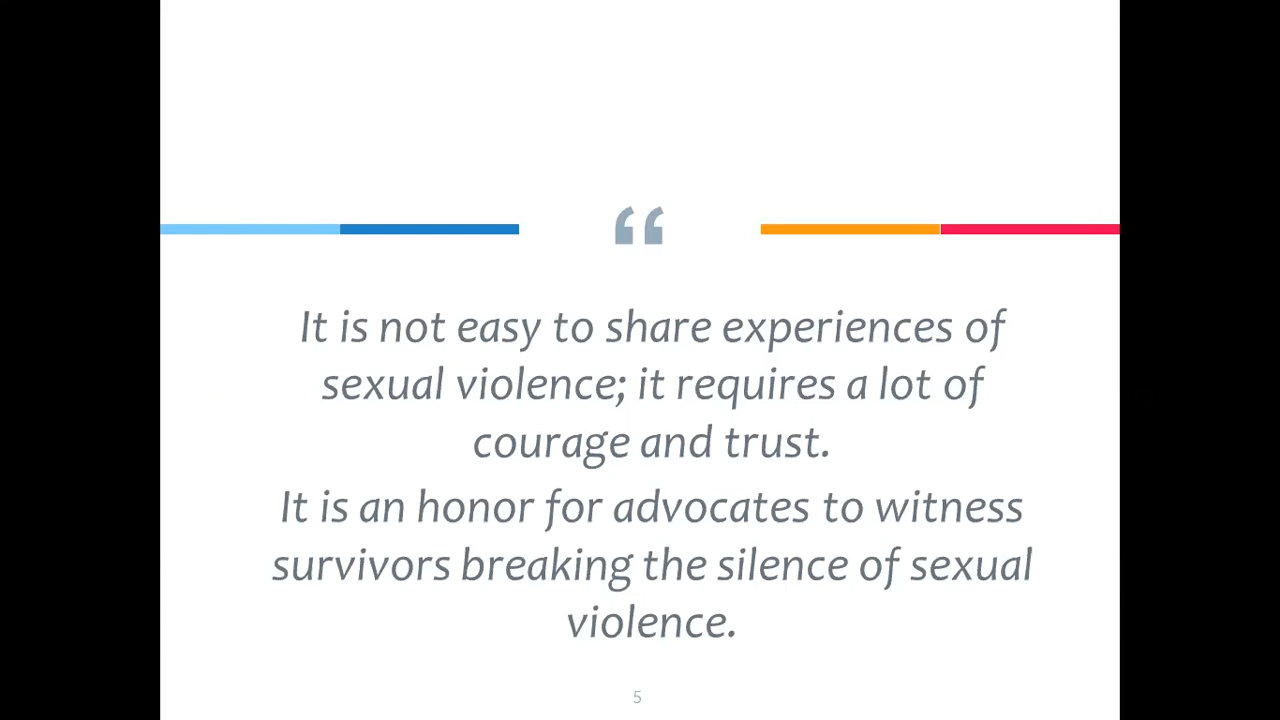 “
It is not easy to share experiences of
sexual violence; it requires a lot of
courage and trust.
It is an honor for advocates to witness
survivors breaking the silence of sexual
violence.
5